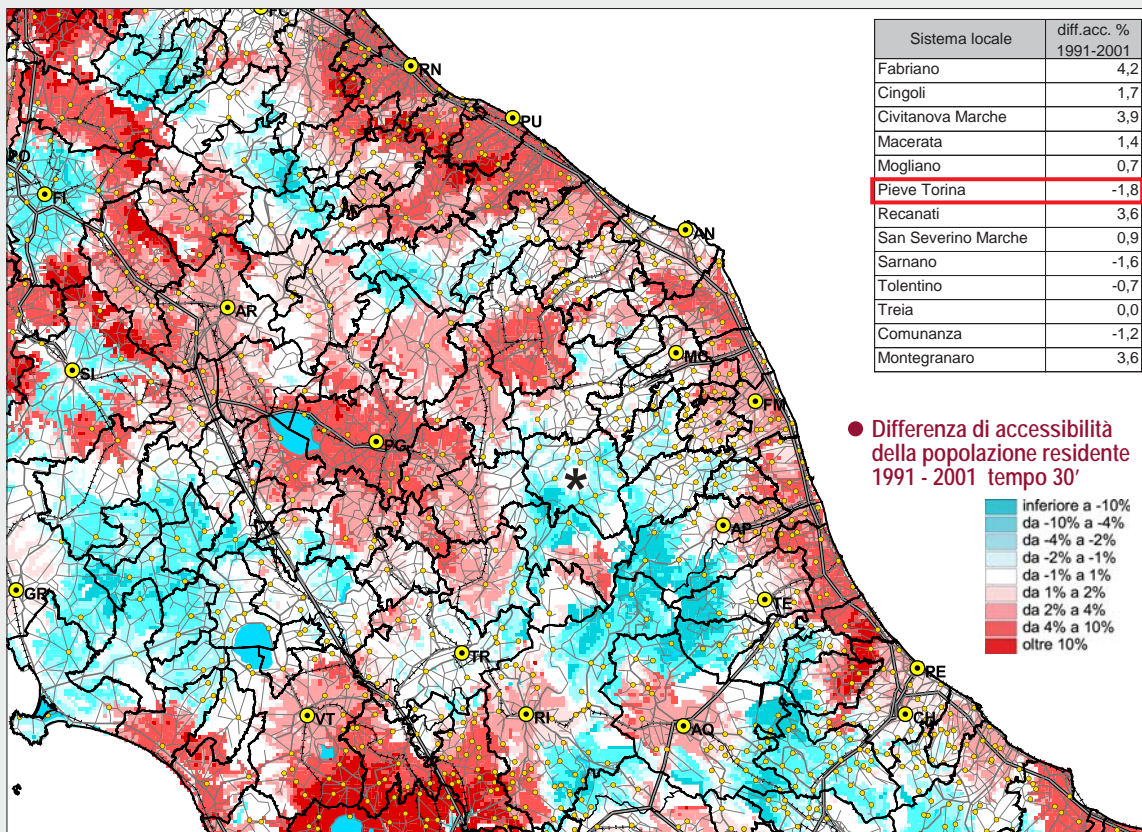 Sistema locale diff.acc. % 1991-2001
Fabriano 4,2
Cingoli 1,7
Civitanova Marche 3,9
Macerata 1,4
Mogliano 0,7
Pieve Torina -1,8
Recanati 3,6
San Severino Marche 0,9
Sarnano -1,6
Tolentino -0,7
Treia 0,0
Comunanza -1,2
Montegranaro 3,6
● Differenza di accessibilità
della popolazione residente
1991 - 2001 tempo 30'
inferiore a -10%
da -10% a -4%
da -4% a -2%
da -2% a -1%
da -1% a 1%
da 1% a 2%
da 2% a 4%
da 4% a 10%
oltre 10%
RN
PU
PO
FI
AN
AR
MC
SI
FM
PG
*
AP
GR
TE
TR
PE
VT
RI
AQ
CH